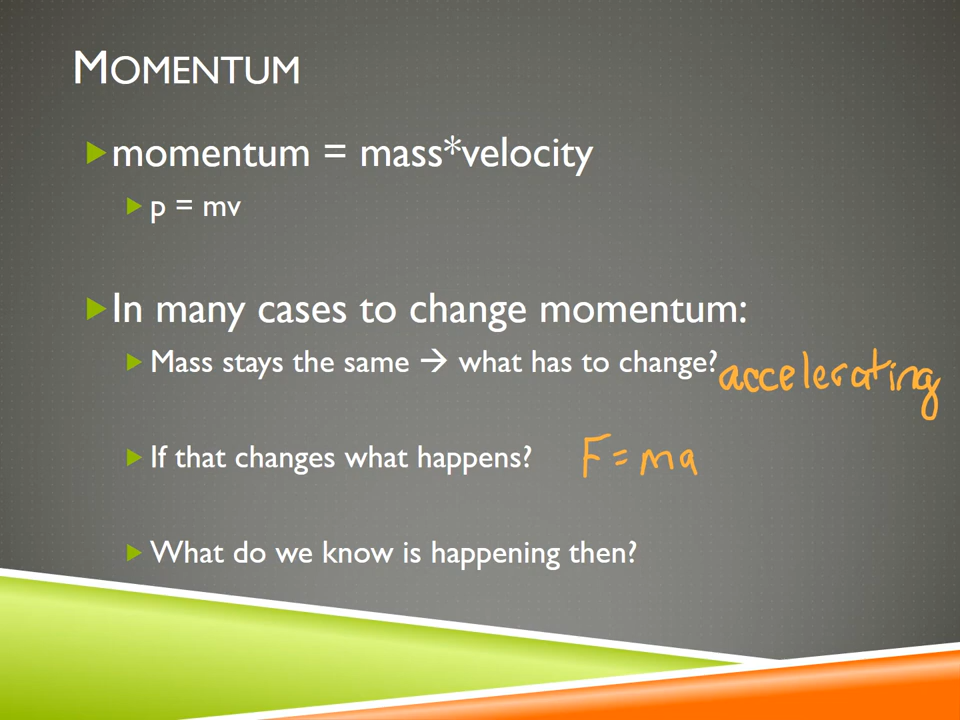 MOMENTUM
momentum = mass*velocity
p = mv
In many cases to change momentum:
Mass stays the same → what has to change? accelerating
If that changes what happens? F = ma
What do we know is happening then?